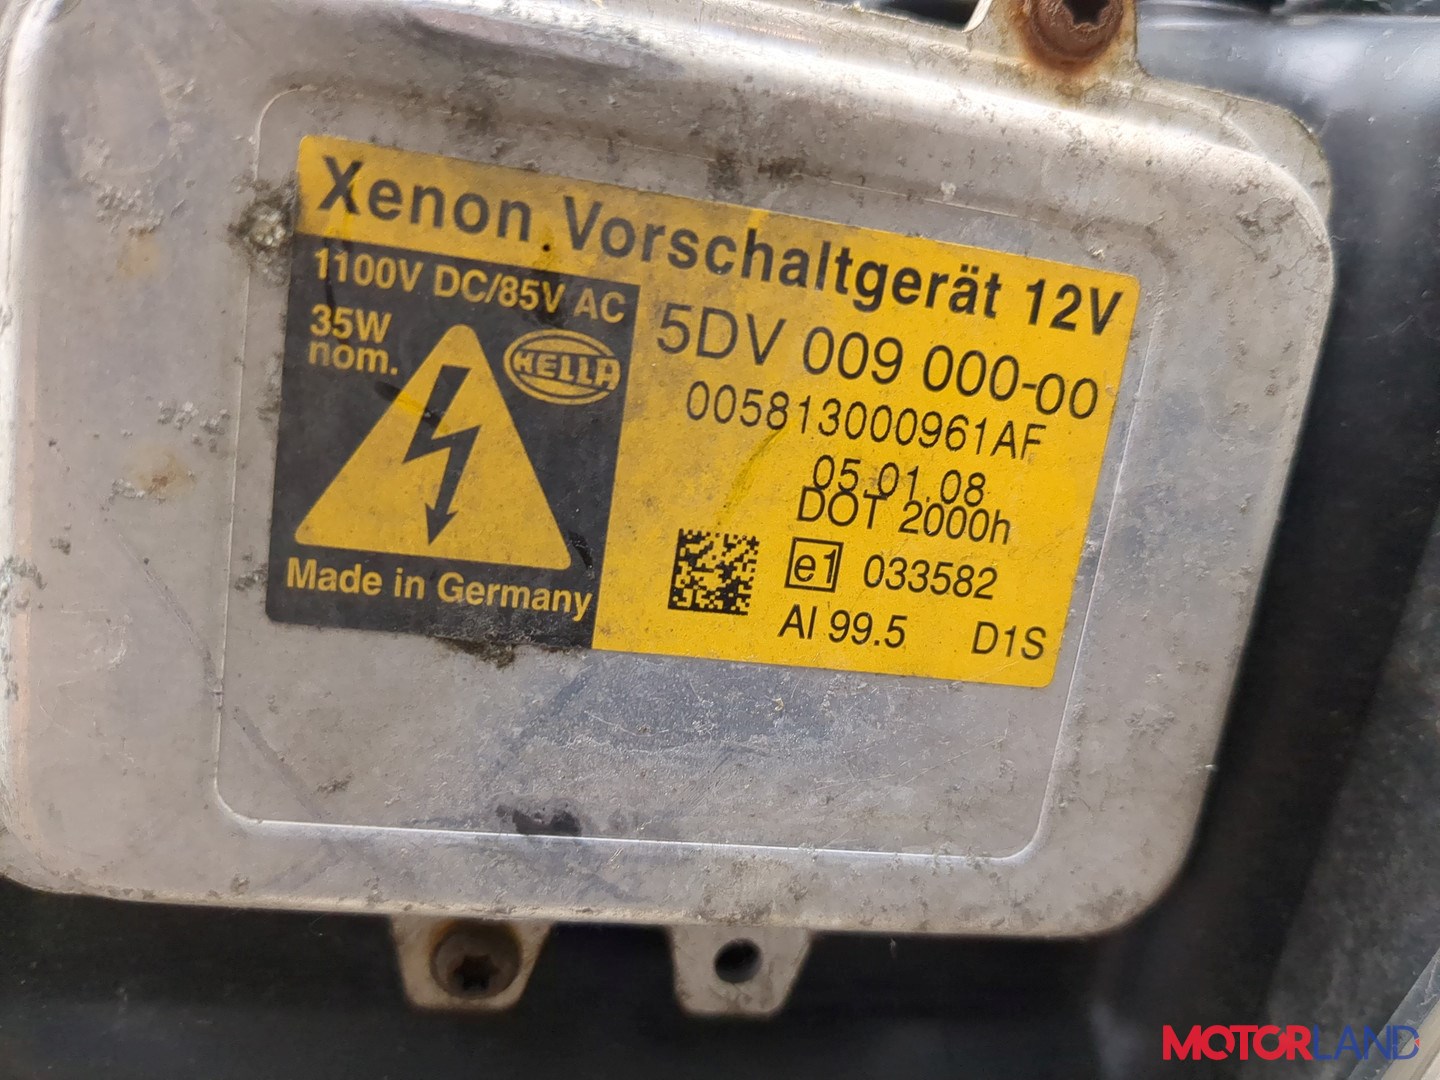 Xenon Vorschaltgerät 12V
1100V DC/85V AC
35W
nom.
HELLA
Made in Germany
5DV 009 000-00
005813000961AF
05.01.08
DOT 2000h
e1 033582
Al 99.5 D1S
MOTORLAND